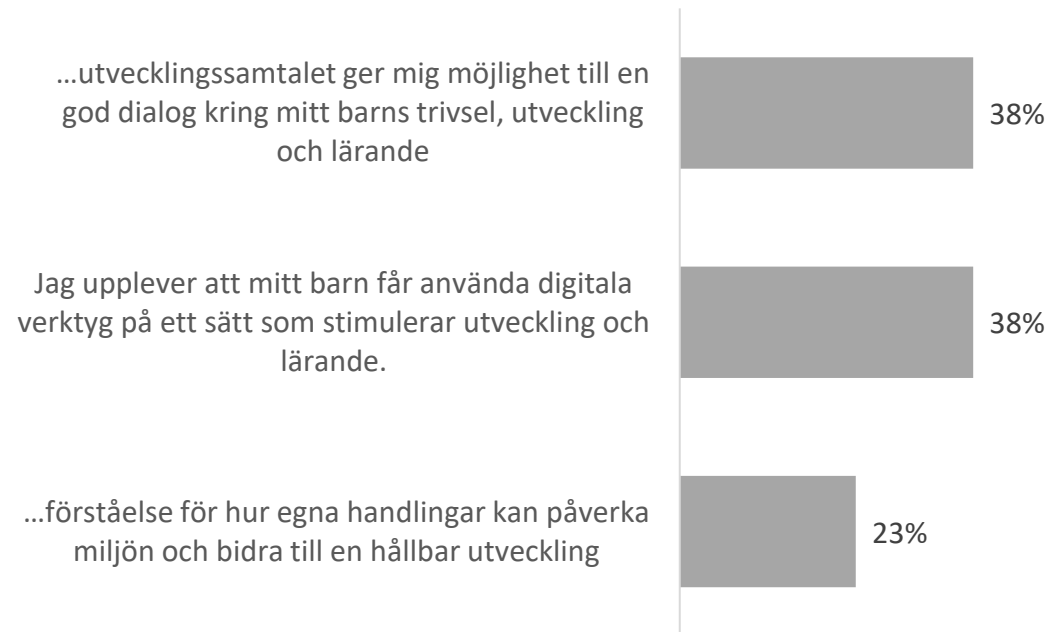 ...utvecklingssamtalet ger mig möjlighet till en
god dialog kring mitt barns trivsel, utveckling
och lärande
38%
Jag upplever att mitt barn får använda digitala
verktyg på ett sätt som stimulerar utveckling och
lärande.
38%
...förståelse för hur egna handlingar kan påverka
miljön och bidra till en hållbar utveckling
23%